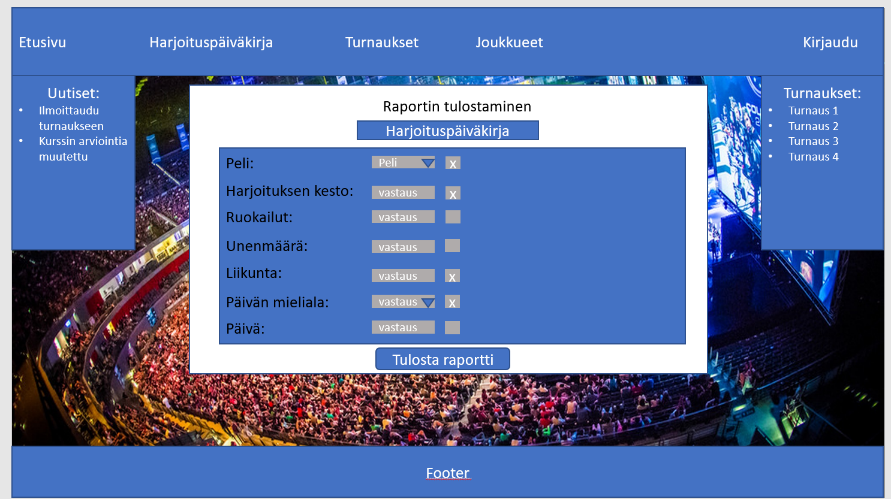 Etusivu Harjoituspäiväkirja Turnaukset Joukkueet Kirjaudu
Uutiset:
• Ilmoittaudu
turnaukseen
• Kurssin arviointia
muutettu
Raportin tulostaminen
Harjoituspäiväkirja
Peli: Peli x
Harjoituksen kesto: vastaus x
Ruokailut: vastaus
Unenmäärä: vastaus
Liikunta: vastaus x
Päivän mieliala: vastaus x
Päivä: vastaus
Tulosta raportti
Turnaukset:
• Turnaus 1
• Turnaus 2
• Turnaus 3
• Turnaus 4
Footer